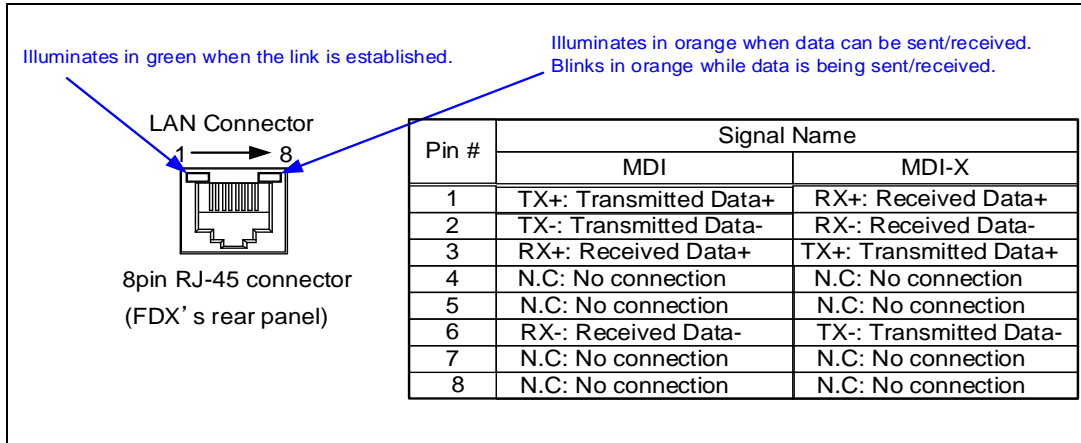 Illuminates in green when the link is established.
Illuminates in orange when data can be sent/received.
Blinks in orange while data is being sent/received.
LAN Connector
1 8
8pin RJ-45 connector
(FDX's rear panel)
Pin # Signal Name
MDI MDI-X
1 TX+: Transmitted Data+ RX+: Received Data+
2 TX-: Transmitted Data- RX-: Received Data-
3 RX+: Received Data+ TX+: Transmitted Data+
4 N.C: No connection N.C: No connection
5 N.C: No connection N.C: No connection
6 RX-: Received Data- TX-: Transmitted Data-
7 N.C: No connection N.C: No connection
8 N.C: No connection N.C: No connection